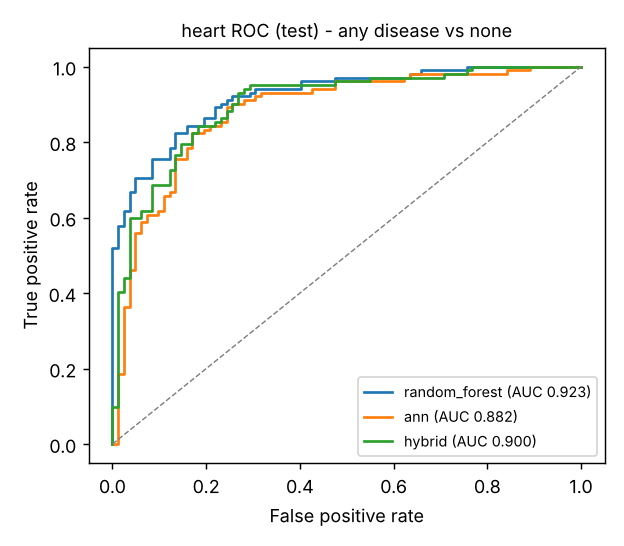 heart ROC (test) - any disease vs none
True positive rate
1.0
0.8
0.6
0.4
0.2
0.0
random_forest (AUC 0.923)
ann (AUC 0.882)
hybrid (AUC 0.900)
0.0 0.2 0.4 0.6 0.8 1.0
False positive rate